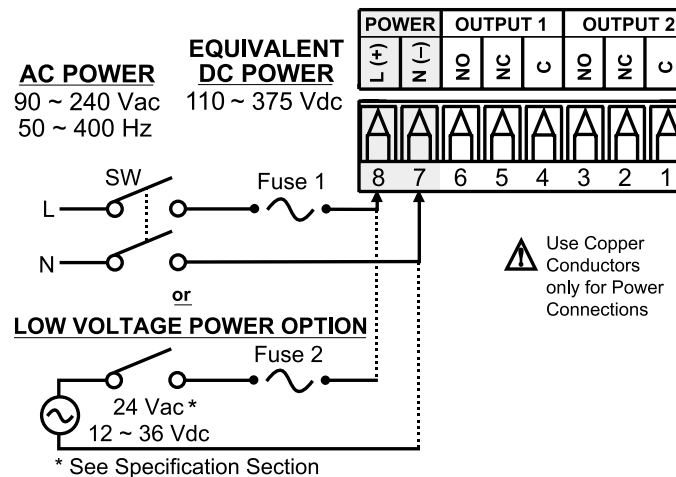 POWER OUTPUT 1 OUTPUT 2
L (+) N (−) NO NC C NO NC C
8 7 6 5 4 3 2 1
AC POWER
90 ~ 240 Vac
50 ~ 400 Hz
EQUIVALENT
DC POWER
110 ~ 375 Vdc
SW
Fuse 1
L
N
or
LOW VOLTAGE POWER OPTION
Fuse 2
24 Vac *
12 ~ 36 Vdc
* See Specification Section
Use Copper
Conductors
only for Power
Connections